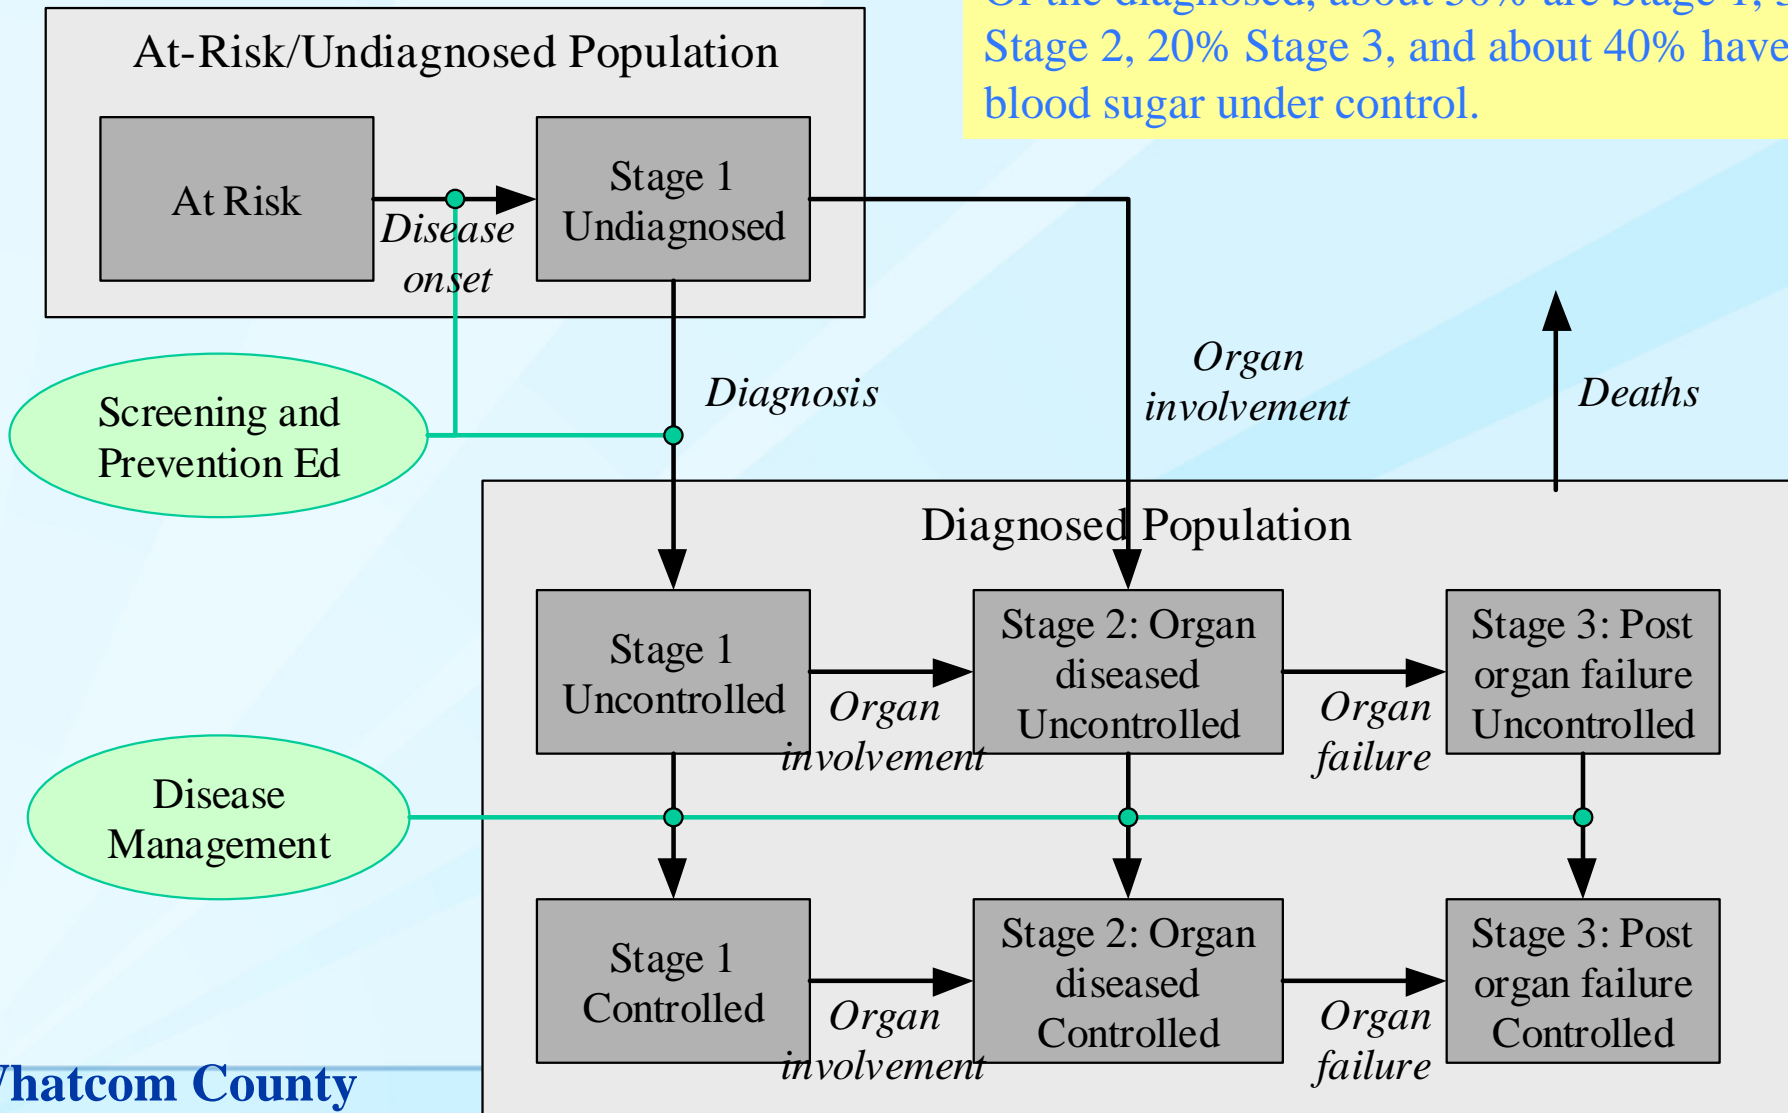 Stage 2, 20% Stage 3, and about 40% have
blood sugar under control.
At-Risk/Undiagnosed Population
At Risk
Disease
onset
Stage 1
Undiagnosed
Screening and
Prevention Ed
Diagnosis
Organ
involvement
Deaths
Diagnosed Population
Stage 1
Uncontrolled
Organ
involvement
Stage 2: Organ
diseased
Uncontrolled
Organ
failure
Stage 3: Post
organ failure
Uncontrolled
Disease
Management
Stage 1
Controlled
Organ
involvement
Stage 2: Organ
diseased
Controlled
Organ
failure
Stage 3: Post
organ failure
Controlled
Whatcom County